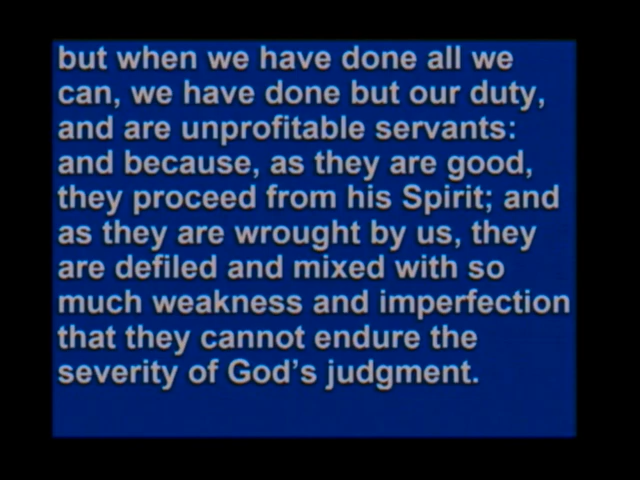 but when we have done all we
can, we have done but our duty,
and are unprofitable servants:
and because, as they are good,
they proceed from his Spirit; and
as they are wrought by us, they
are defiled and mixed with so
much weakness and imperfection
that they cannot endure the
severity of God’s judgment.